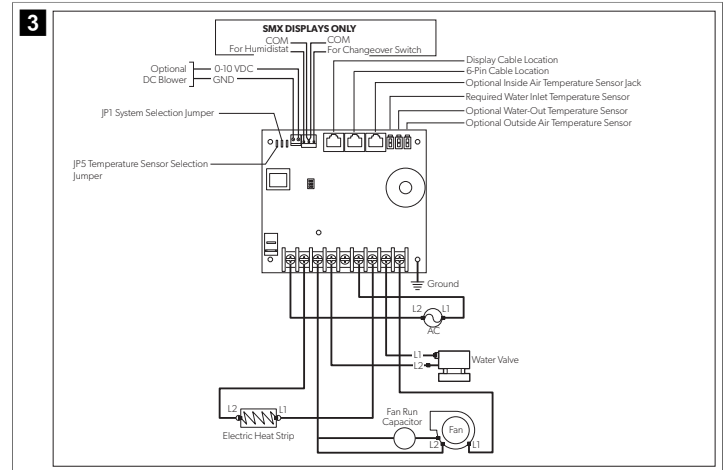 3
SMX DISPLAYS ONLY
COM
COM
For Humidistat
For Changeover Switch
Optional
DC Blower
0-10 VDC
GND
Display Cable Location
6-Pin Cable Location
Optional Inside Air Temperature Sensor Jack
Required Water Inlet Temperature Sensor
Optional Water-Out Temperature Sensor
Optional Outside Air Temperature Sensor
JP1 System Selection Jumper
JP5 Temperature Sensor Selection
Jumper
Ground
L2
L1
AC
L1
L2
Water Valve
L2
L1
Electric Heat Strip
Fan Run
Capacitor
Fan
L2
L1